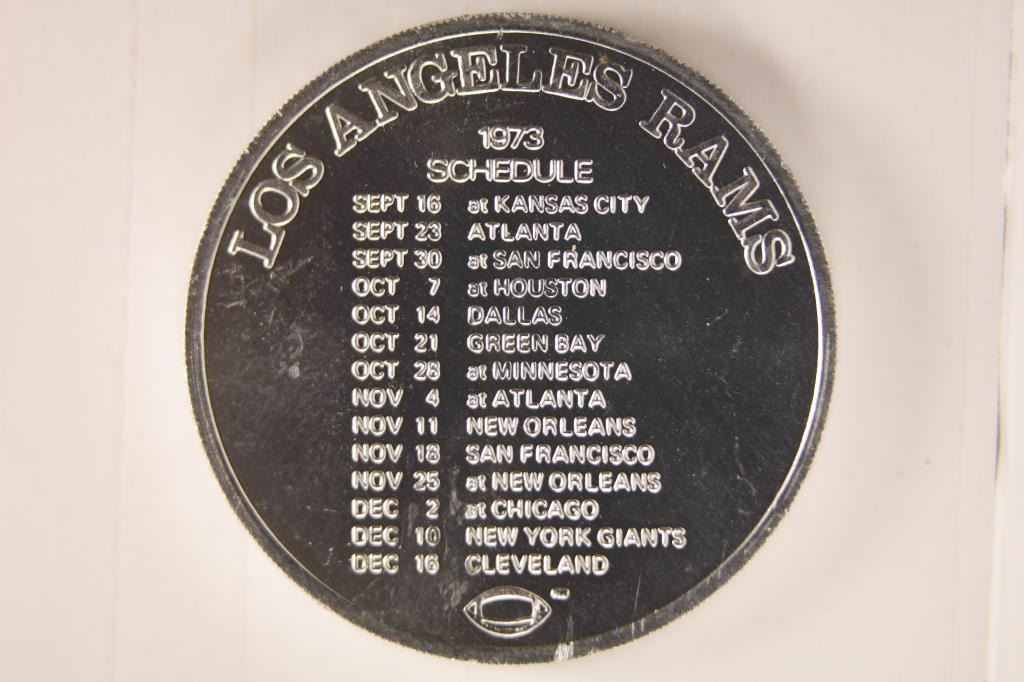 LOS ANGELES RAMS
1973
SCHEDULE
SEPT 16 at KANSAS CITY
SEPT 23 ATLANTA
SEPT 30 at SAN FRANCISCO
OCT 7 at HOUSTON
OCT 14 DALLAS
OCT 21 GREEN BAY
OCT 28 at MINNESOTA
NOV 4 at ATLANTA
NOV 11 NEW ORLEANS
NOV 18 SAN FRANCISCO
NOV 25 at NEW ORLEANS
DEC 2 at CHICAGO
DEC 10 NEW YORK GIANTS
DEC 16 CLEVELAND